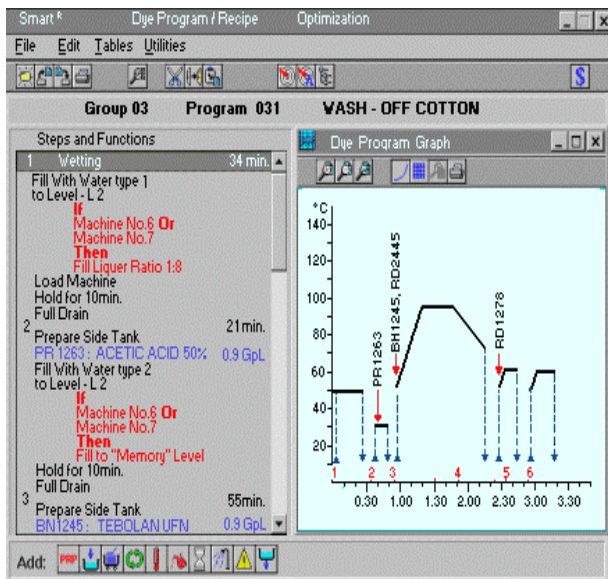 Smart R Dye Program / Recipe Optimization
File Edit Tables Utilities
$
Group 03 Program 031 WASH - OFF COTTON
Steps and Functions
1 Wetting 34 min.
Fill With Water type 1
to Level - L 2
If
Machine No.6 Or
Machine No.7
Then
Fill Liquer Ratio 1:8
Load Machine
Hold for 10min.
Full Drain
2 21min.
Prepare Side Tank
PR1263 : ACETIC ACID 50% 0.9 GpL
Fill With Water type 2
to Level - L 2
If
Machine No.6 Or
Machine No.7
Then
Fill to "Memory" Level
Hold for 10min.
Full Drain
3 55min.
Prepare Side Tank
BN1245 : TEBOLAN UFN 0.9 GpL
Dye Program Graph
°C
140
120
100
80
60
40
20
PR1263
BH1245, RD2445
RD1278
1 2 3 4 5 6
0.30 1.00 1.30 2.00 2.30 3.00 3.30
Add: PRP